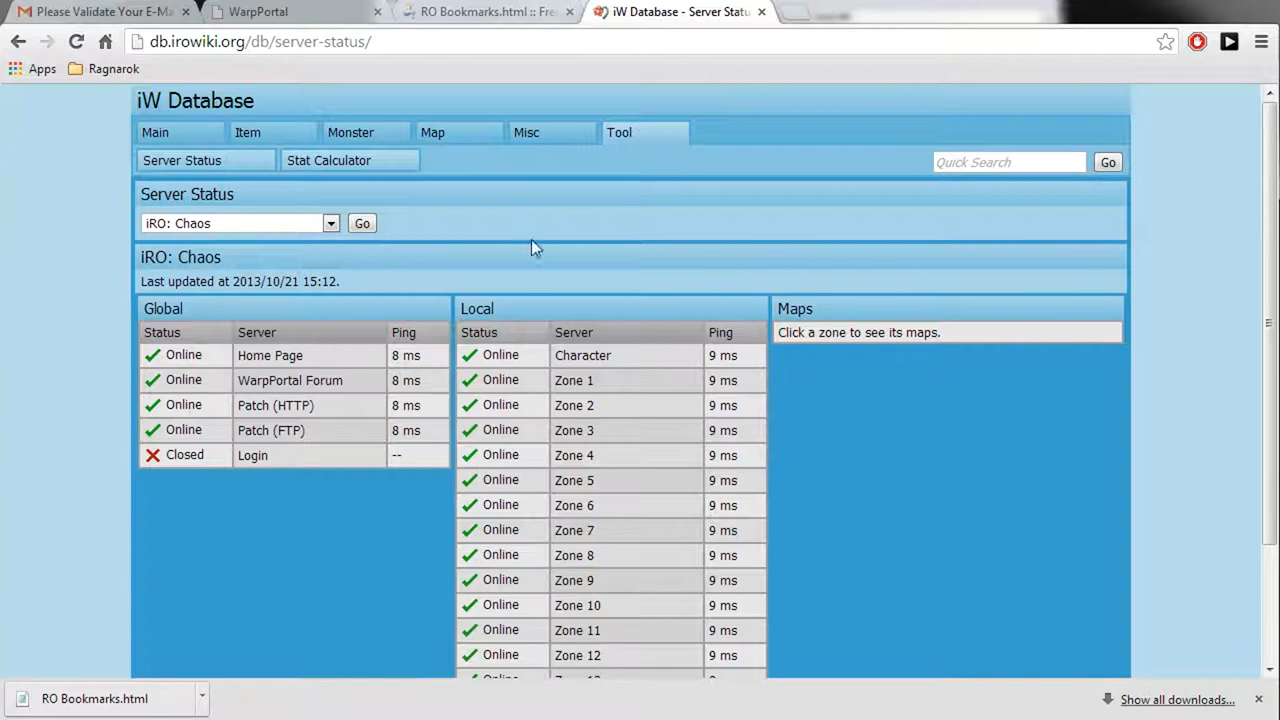 Please Validate Your E-Ma
WarpPortal
RO Bookmarks.html :: Fre
iW Database - Server Statu
db.irowiki.org/db/server-status/
Apps
Ragnarok
iW Database
Main
Item
Monster
Map
Misc
Tool
Server Status
Stat Calculator
Quick Search
Go
Server Status
iRO: Chaos
Go
iRO: Chaos
Last updated at 2013/10/21 15:12.
Global
Local
Maps
Status Server Ping
Status Server Ping
Click a zone to see its maps.
Online Home Page 8 ms
Online Character 9 ms
Online WarpPortal Forum 8 ms
Online Zone 1 9 ms
Online Patch (HTTP) 8 ms
Online Zone 2 9 ms
Online Patch (FTP) 8 ms
Online Zone 3 9 ms
Closed Login --
Online Zone 4 9 ms
Online Zone 5 9 ms
Online Zone 6 9 ms
Online Zone 7 9 ms
Online Zone 8 9 ms
Online Zone 9 9 ms
Online Zone 10 9 ms
Online Zone 11 9 ms
Online Zone 12 9 ms
RO Bookmarks.html
Show all downloads...